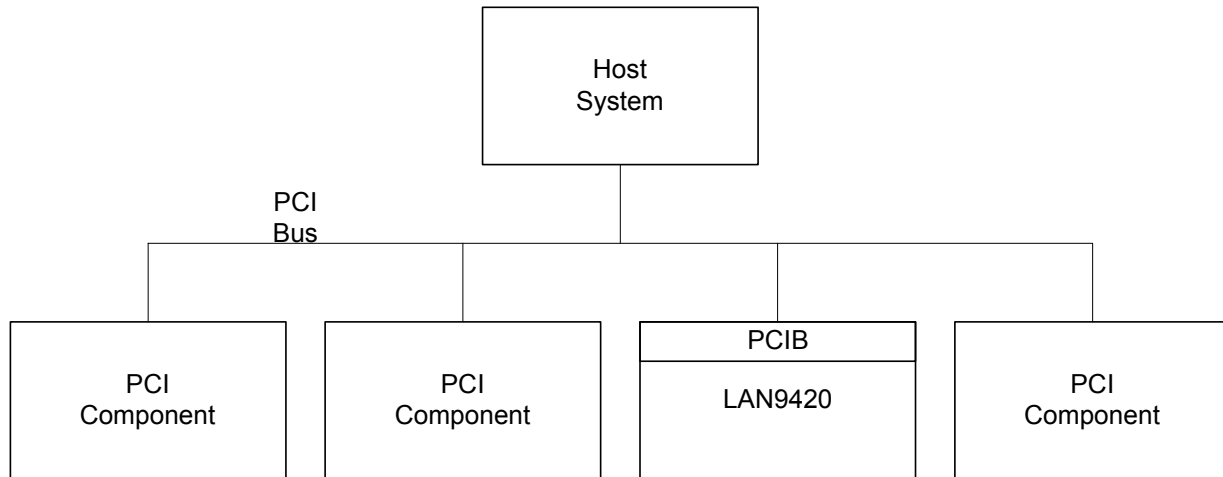 Host
System
PCI
Bus
PCI
Component
PCI
Component
PCIB
LAN9420
PCI
Component